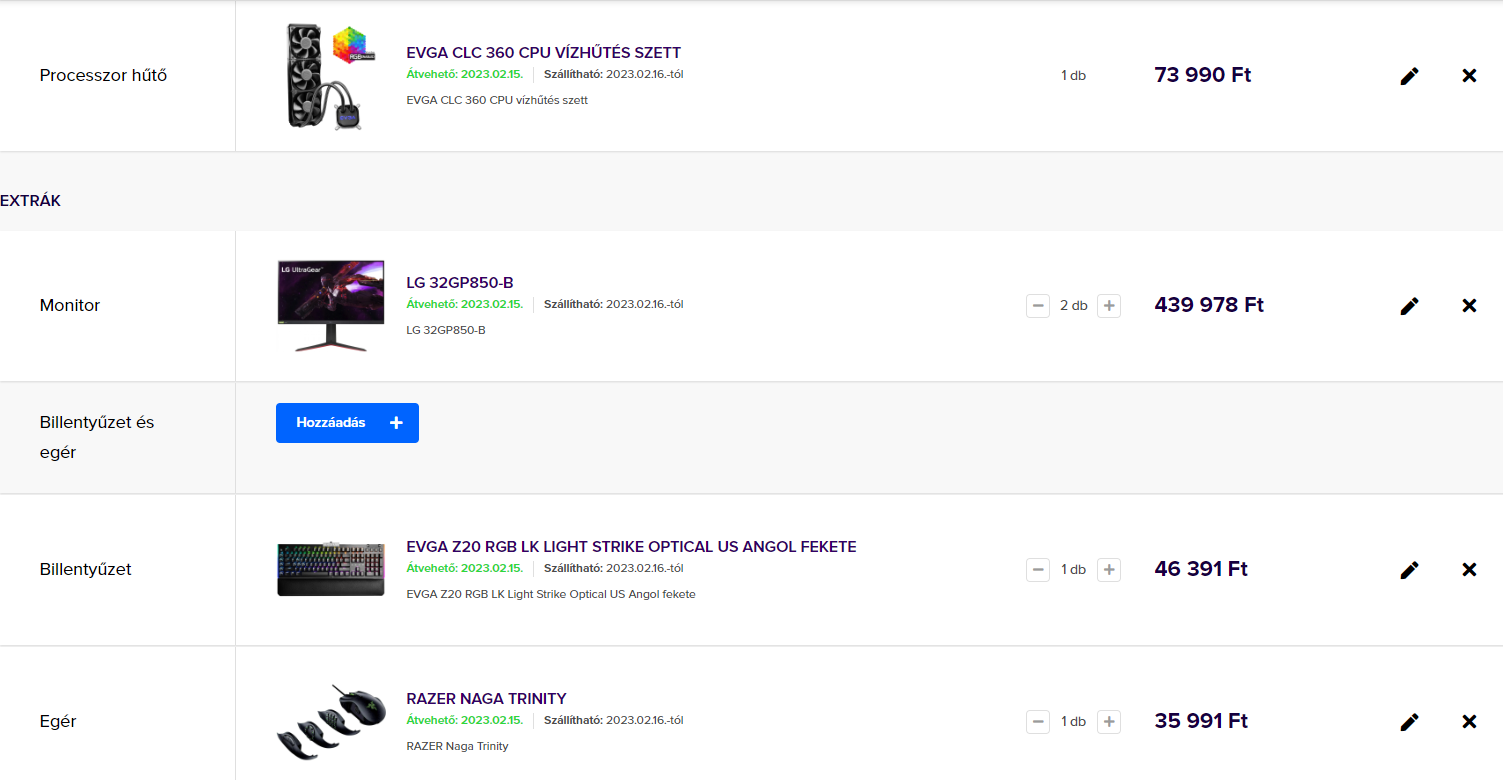 Processzor hűtő
EVGA CLC 360 CPU VÍZHŰTÉS SZETT
Átvehető: 2023.02.15. Szállítható: 2023.02.16.-tól
EVGA CLC 360 CPU vízhűtés szett
1 db
73 990 Ft
EXTRÁK
Monitor
LG UltraGear
LG 32GP850-B
Átvehető: 2023.02.15. Szállítható: 2023.02.16.-tól
LG 32GP850-B
2 db
439 978 Ft
Billentyűzet és
egér
Hozzáadás +
Billentyűzet
EVGA Z20 RGB LK LIGHT STRIKE OPTICAL US ANGOL FEKETE
Átvehető: 2023.02.15. Szállítható: 2023.02.16.-tól
EVGA Z20 RGB LK Light Strike Optical US Angol fekete
1 db
46 391 Ft
Egér
RAZER NAGA TRINITY
Átvehető: 2023.02.15. Szállítható: 2023.02.16.-tól
RAZER Naga Trinity
1 db
35 991 Ft